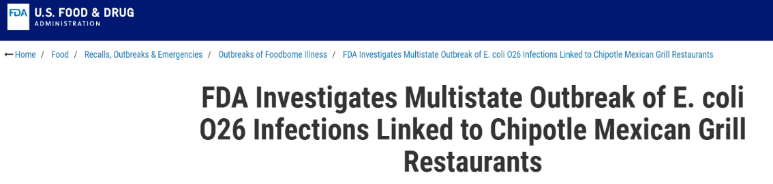 FDA U.S. FOOD & DRUG
ADMINISTRATION
← Home / Food / Recalls, Outbreaks & Emergencies / Outbreaks of Foodborne Illness / FDA Investigates Multistate Outbreak of E. coli O26 Infections Linked to Chipotle Mexican Grill Restaurants
FDA Investigates Multistate Outbreak of E. coli
O26 Infections Linked to Chipotle Mexican Grill
Restaurants